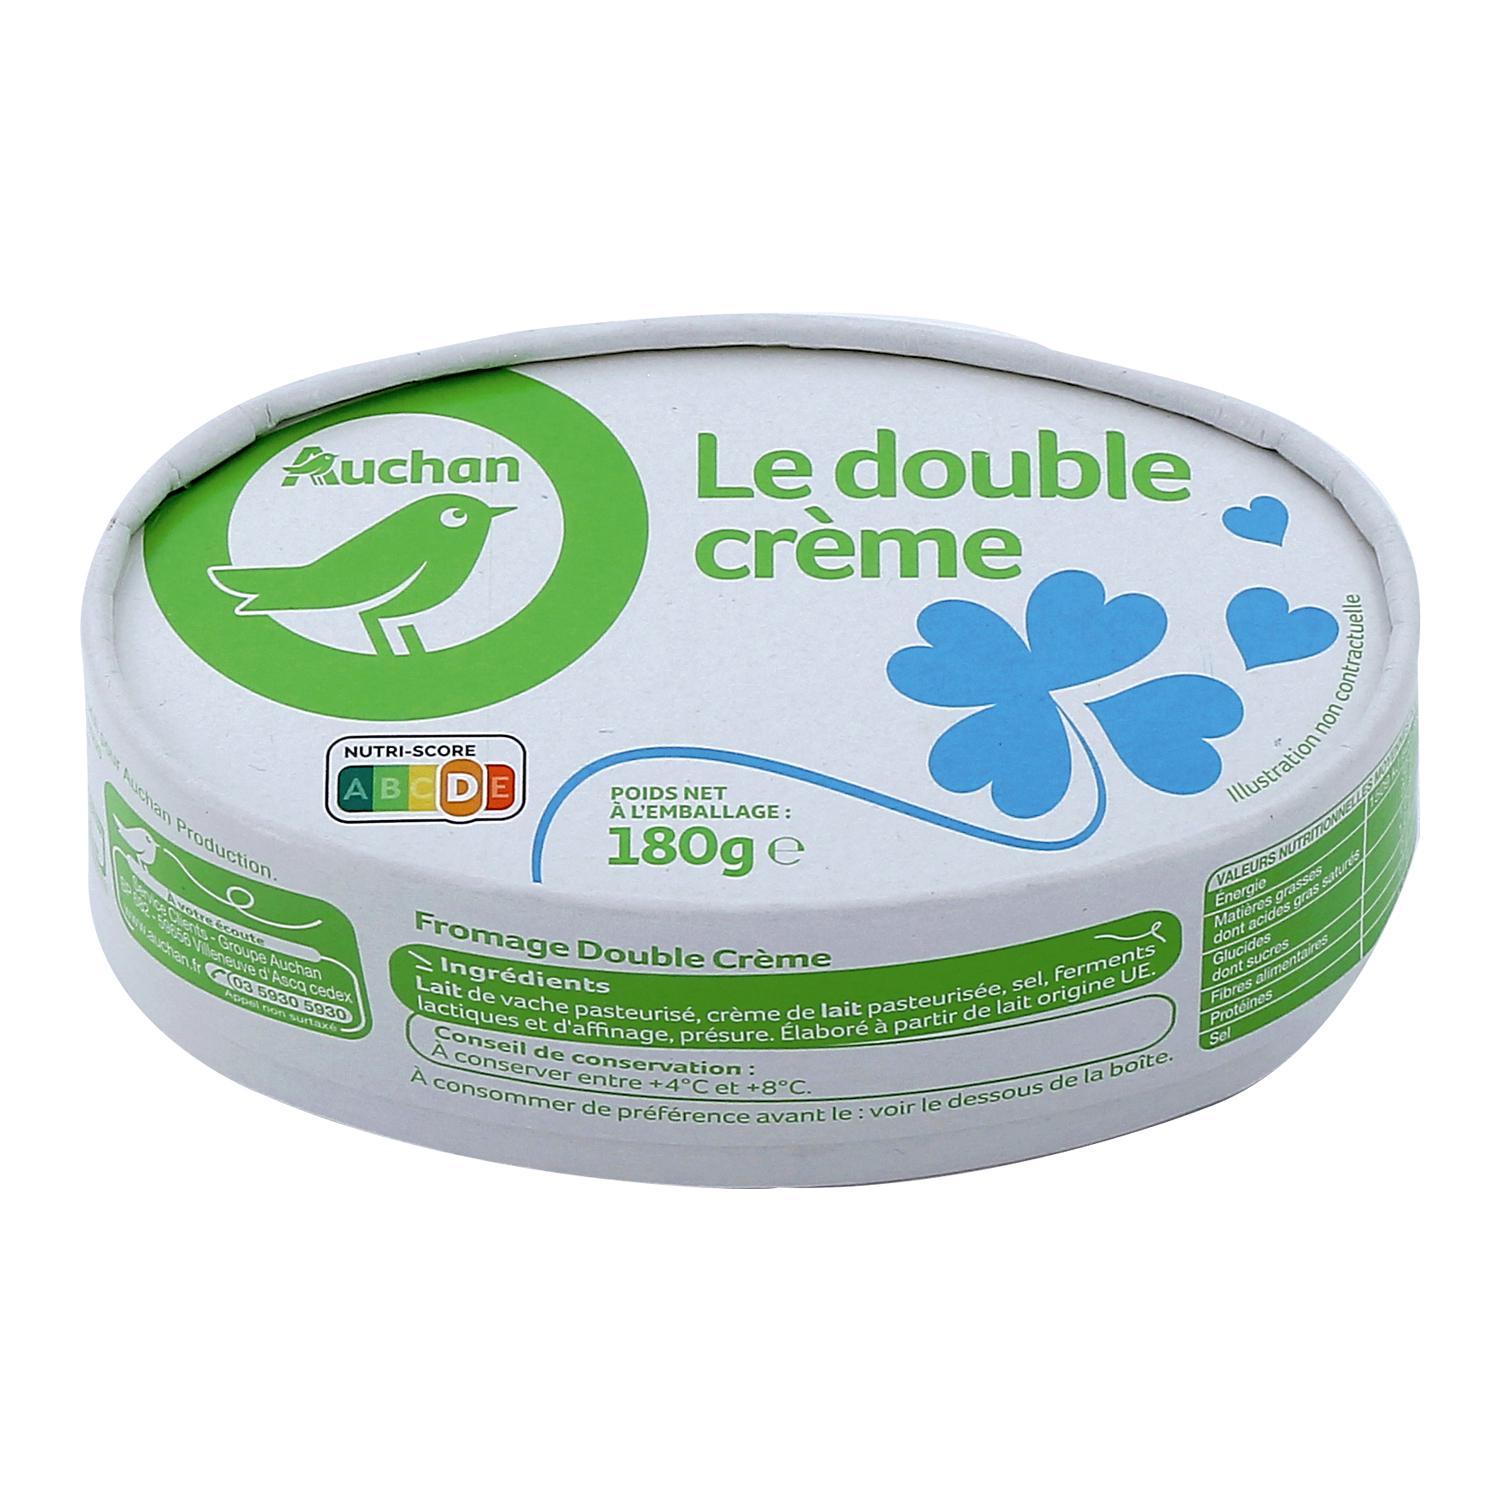 Auchan
Le double
crème
Illustration non contractuelle
NUTRI-SCORE
A B C D E
POIDS NET
À L'EMBALLAGE :
180g e
pour Auchan Production.
À votre écoute
Service Clients - Groupe Auchan
BP 682 - 59656 Villeneuve d'Ascq cedex
www.auchan.fr 03 5930 5930
Appel non surtaxé
Fromage Double Crème
Ingrédients
Lait de vache pasteurisé, crème de lait pasteurisée, sel, ferments
lactiques et d'affinage, présure. Élaboré à partir de lait origine UE.
Conseil de conservation :
À conserver entre +4°C et +8°C.
À consommer de préférence avant le : voir le dessous de la boîte.
VALEURS NUTRITIONNELLES
Énergie
Matières grasses
dont acides gras saturés
Glucides
dont sucres
Fibres alimentaires
Protéines
Sel